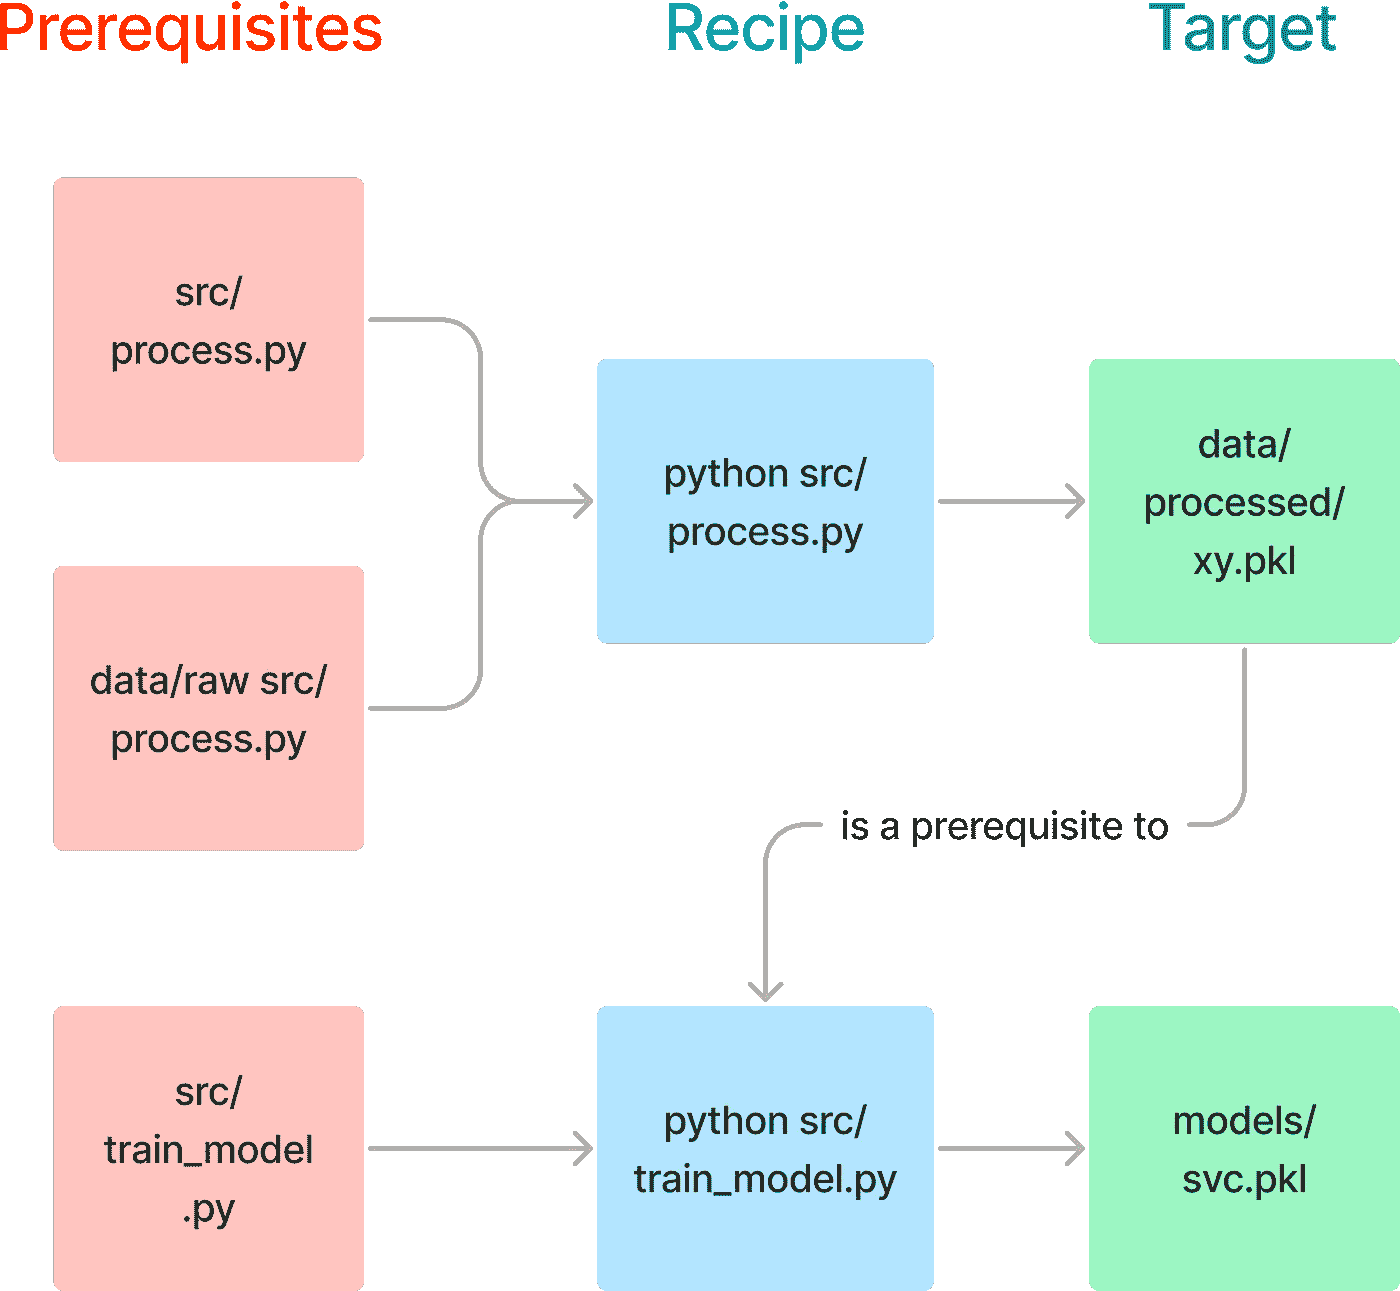 Prerequisites
Recipe
Target
src/
process.py
data/raw src/
process.py
python src/
process.py
data/
processed/
xy.pkl
is a prerequisite to
src/
train_model
.py
python src/
train_model.py
models/
svc.pkl